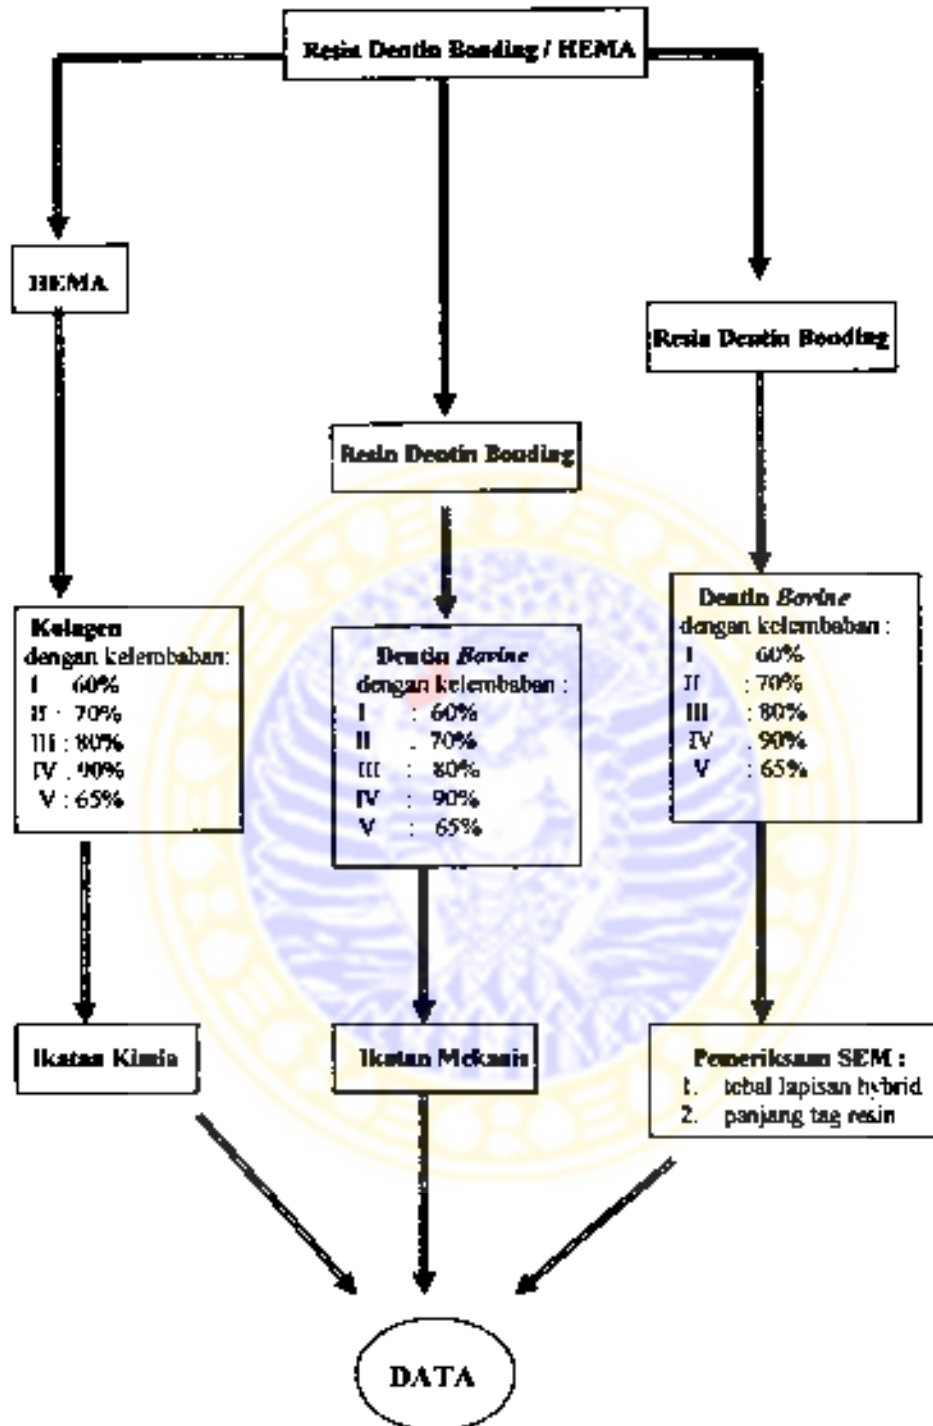 Resin Dentin Bonding / HEMA
HEMA
Resin Dentin Bonding
Resin Dentin Bonding
Kolagen
dengan kelembaban:
I 60%
II : 70%
III : 80%
IV : 90%
V : 65%
Dentin Bovine
dengan kelembaban :
I : 60%
II : 70%
III : 80%
IV : 90%
V : 65%
Dentin Bovine
dengan kelembaban :
I 60%
II : 70%
III : 80%
IV : 90%
V : 65%
Ikatan Kimia
Ikatan Mekanis
Pemeriksaan SEM :
1. tebal lapisan hybrid
2. panjang tag resin
DATA